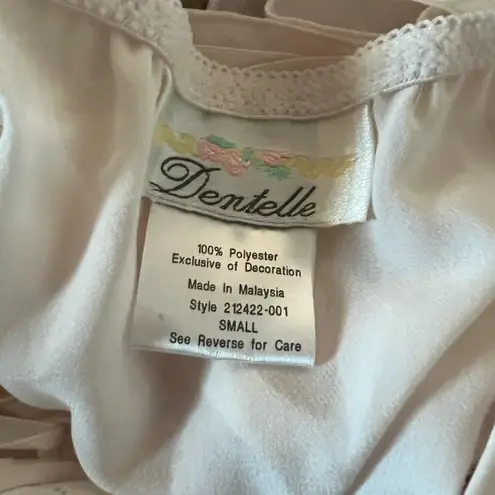 Dentelle
100% Polyester
Exclusive of Decoration
Made In Malaysia
Style 212422-001
SMALL
See Reverse for Care